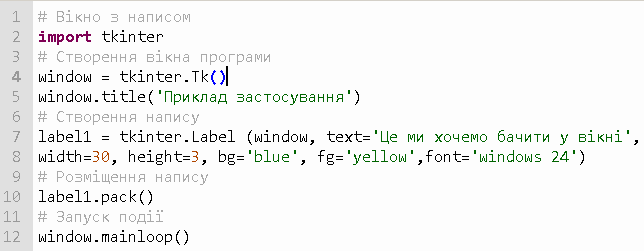 1 # Вікно з написом
2 import tkinter
3 # Створення вікна програми
4 window = tkinter.Tk()
5 window.title('Приклад застосування')
6 # Створення напису
7 label1 = tkinter.Label (window, text='Це ми хочемо бачити у вікні',
8 width=30, height=3, bg='blue', fg='yellow',font='windows 24')
9 # Розміщення напису
10 label1.pack()
11 # Запуск події
12 window.mainloop()